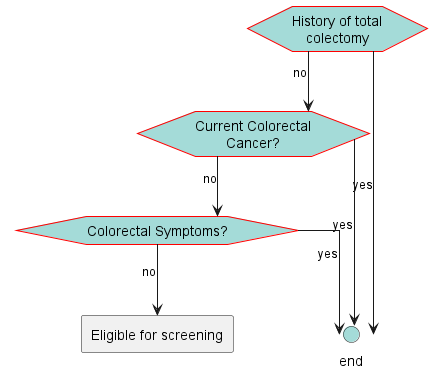 History of total
colectomy
no
Current Colorectal
Cancer?
yes
no
yes
Colorectal Symptoms?
yes
no
Eligible for screening
end